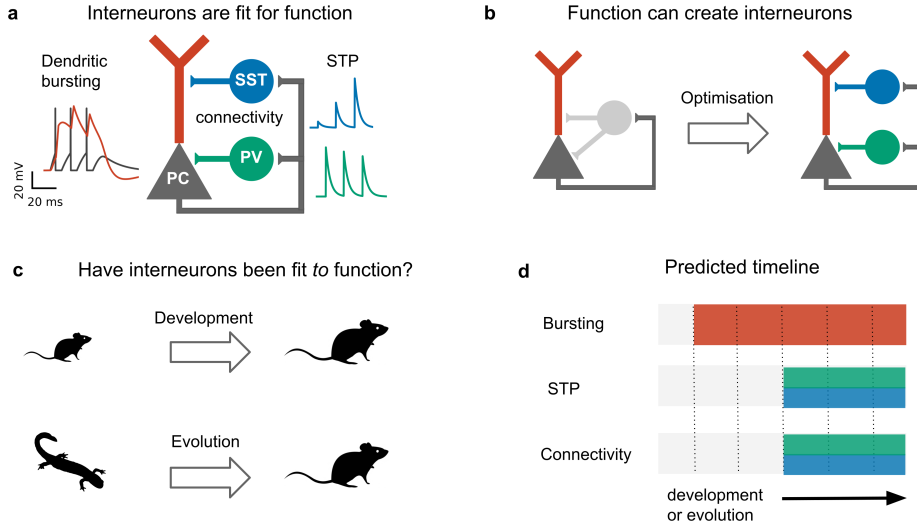 a Interneurons are fit for function
Dendritic
bursting
20 mV
20 ms
SST
connectivity
PV
PC
STP
b Function can create interneurons
Optimisation
c Have interneurons been fit to function?
Development
Evolution
d Predicted timeline
Bursting
STP
Connectivity
development
or evolution